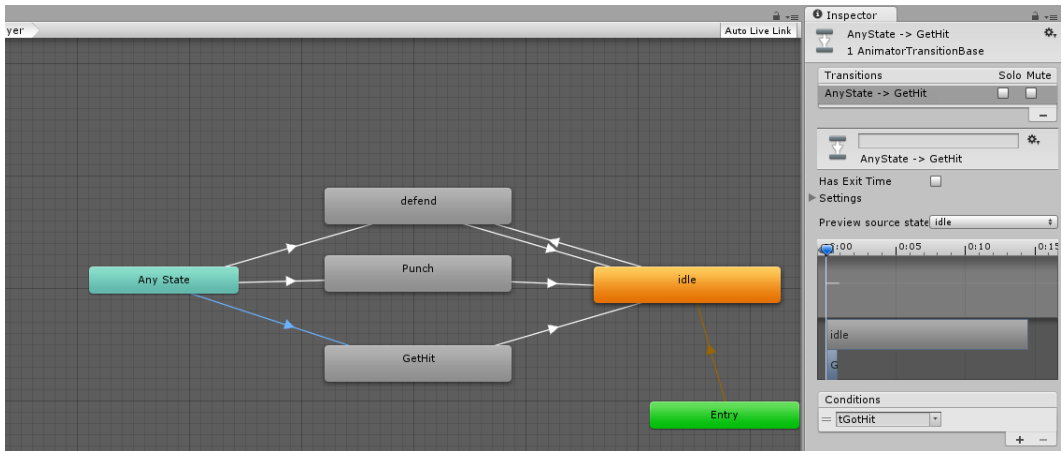 yer
Auto Live Link
defend
Any State
Punch
idle
GetHit
Entry
Inspector
AnyState -> GetHit
1 AnimatorTransitionBase
Transitions Solo Mute
AnyState -> GetHit
AnyState -> GetHit
Has Exit Time
Settings
Preview source state idle
0:00 0:05 0:10 0:15
idle
G
Conditions
tGotHit